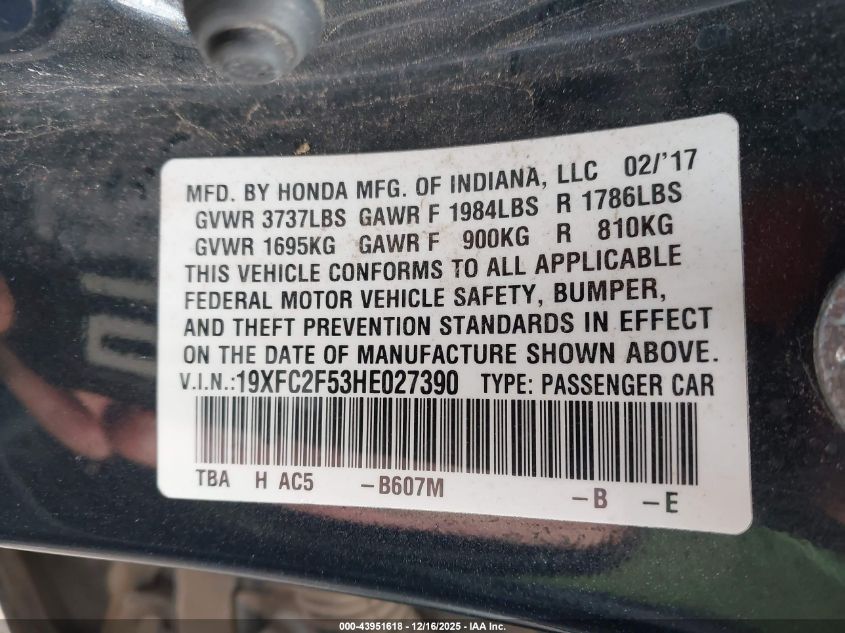 MFD. BY HONDA MFG. OF INDIANA, LLC 02/'17
GVWR 3737LBS GAWR F 1984LBS R 1786LBS
GVWR 1695KG GAWR F 900KG R 810KG
THIS VEHICLE CONFORMS TO ALL APPLICABLE
FEDERAL MOTOR VEHICLE SAFETY, BUMPER,
AND THEFT PREVENTION STANDARDS IN EFFECT
ON THE DATE OF MANUFACTURE SHOWN ABOVE.
V.I.N.:19XFC2F53HE027390 TYPE: PASSENGER CAR
TBA H AC5 -B607M -B -E
000-43951618 - 12/16/2025 - IAA Inc.